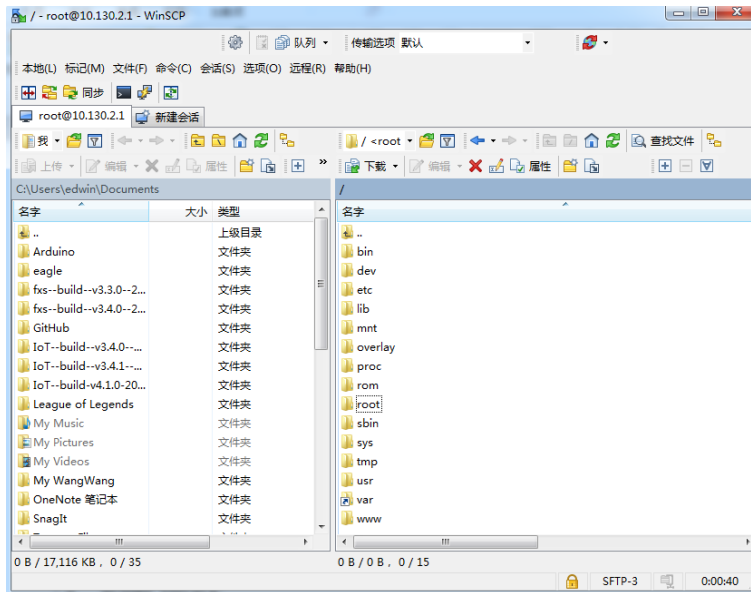 / - root@10.130.2.1 - WinSCP
队列 传输选项 默认
本地(L) 标记(M) 文件(F) 命令(C) 会话(S) 选项(O) 远程(R) 帮助(H)
同步
root@10.130.2.1 新建会话
我 / <root 查找文件
上传 编辑 属性 » 下载 编辑 属性
C:\Users\edwin\Documents /
名字 大小 类型 名字
.. 上级目录 ..
Arduino 文件夹 bin
eagle 文件夹 dev
fxs--build--v3.3.0--2... 文件夹 etc
fxs--build--v3.4.0--2... 文件夹 lib
GitHub 文件夹 mnt
IoT--build--v3.4.0--... 文件夹 overlay
IoT--build--v3.4.1--... 文件夹 proc
IoT--build-v4.1.0-20... 文件夹 rom
League of Legends 文件夹 root
My Music 文件夹 sbin
My Pictures 文件夹 sys
My Videos 文件夹 tmp
My WangWang 文件夹 usr
OneNote 笔记本 文件夹 var
SnagIt 文件夹 www
0 B / 17,116 KB, 0 / 35 0 B / 0 B, 0 / 15
SFTP-3 0:00:40